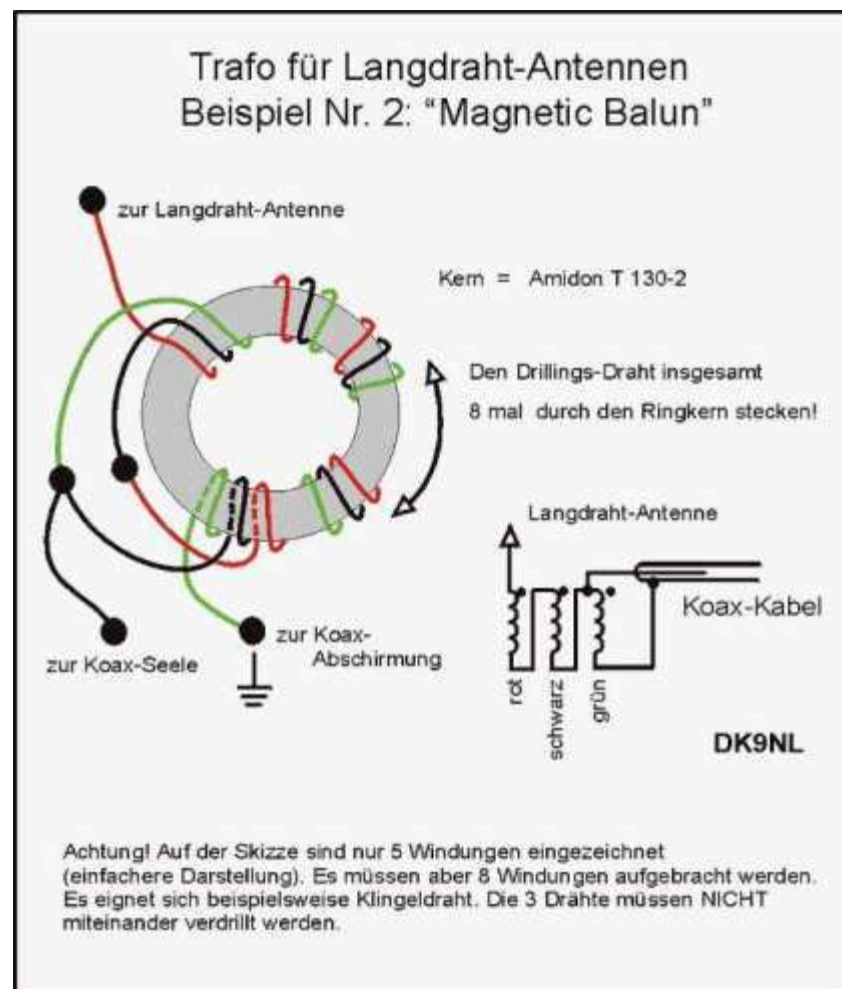 Trafo für Langdraht-Antennen
Beispiel Nr. 2: “Magnetic Balun”
zur Langdraht-Antenne
Kern = Amidon T 130-2
Den Drillings-Draht insgesamt
8 mal durch den Ringkern stecken!
Langdraht-Antenne
Koax-Kabel
zur Koax-Seele
zur Koax-
Abschirmung
rot
schwarz
grün
DK9NL
Achtung! Auf der Skizze sind nur 5 Windungen eingezeichnet
(einfachere Darstellung). Es müssen aber 8 Windungen aufgebracht werden.
Es eignet sich beispielsweise Klingeldraht. Die 3 Drähte müssen NICHT
miteinander verdrillt werden.